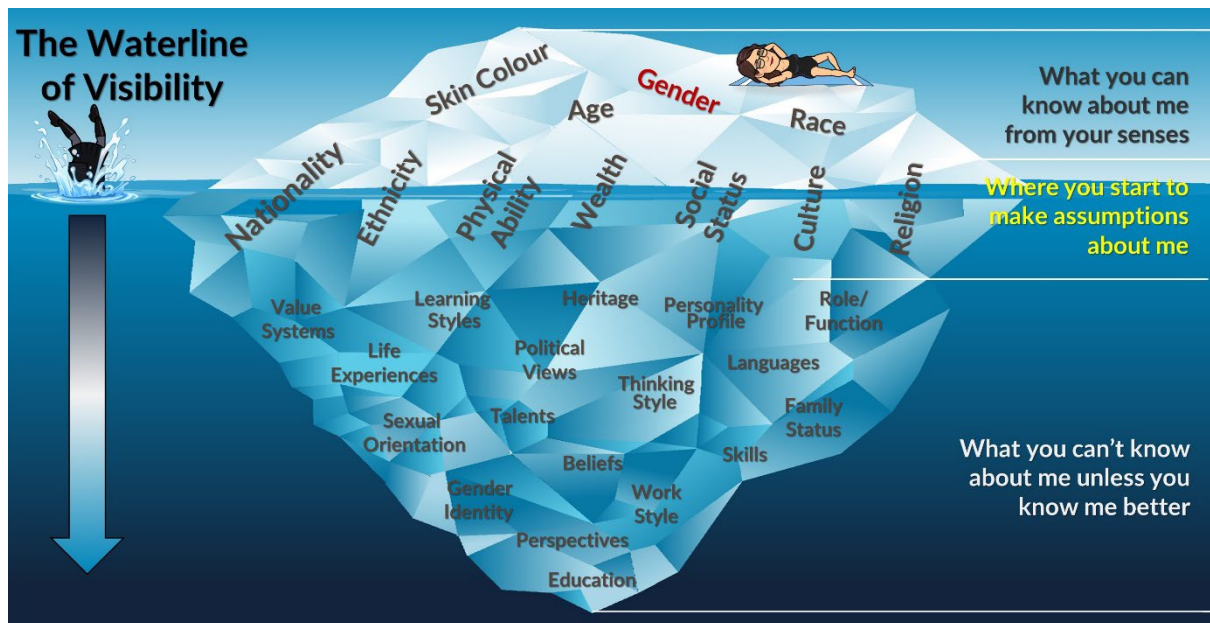 The Waterline
of Visibility
Skin Colour
Age
Gender
Race
What you can
know about me
from your senses
Nationality
Ethnicity
Physical
Ability
Wealth
Social
Status
Culture
Religion
Where you start to
make assumptions
about me
Value
Systems
Learning
Styles
Heritage
Personality
Profile
Role/
Function
Life
Experiences
Political
Views
Languages
Thinking
Style
Sexual
Orientation
Talents
Family
Status
Beliefs
Skills
Gender
Identity
Work
Style
Perspectives
Education
What you can’t know
about me unless you
know me better